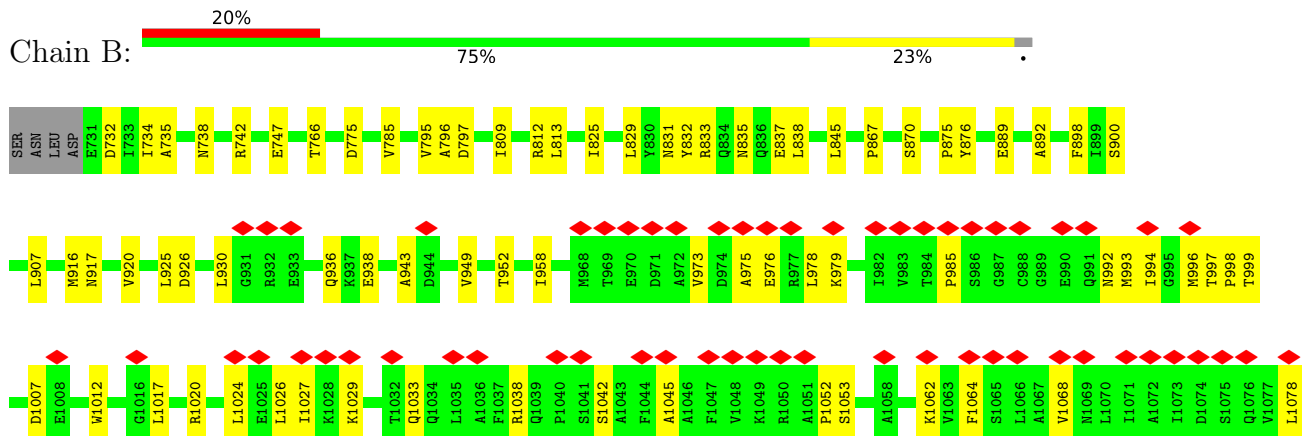 20%
Chain B:
75% 23% •
SER ASN LEU ASP E731 D732 I733 I734 A735 N738 R742 E747 T766 D775 V785 V795 A796 D797 I809 R812 L813 I825 L829 Y830 N831 Y832 R833 Q834 N835 Q836 E837 L838 L845 P867 S870 P875 Y876 E889 A892 F898 I899 S900
L907 M916 N917 V920 L925 D926 L930 G931 R932 E933 Q936 K937 E938 A943 D944 V949 T952 I958 M968 T969 E970 D971 A972 V973 D974 A975 E976 R977 L978 K979 I982 V983 T984 P985 S986 G987 C988 G989 E990 Q991 N992 M993 I994 G995 M996 T997 P998 T999
D1007 E1008 W1012 G1016 L1017 R1020 L1024 E1025 L1026 I1027 K1028 K1029 T1032 Q1033 Q1034 L1035 A1036 F1037 R1038 Q1039 P1040 S1041 S1042 A1043 F1044 A1045 A1046 F1047 V1048 K1049 R1050 A1051 P1052 S1053 A1058 K1062 V1063 F1064 S1065 L1066 A1067 V1068 N1069 L1070 I1071 A1072 I1073 D1074 S1075 Q1076 V1077 L1078